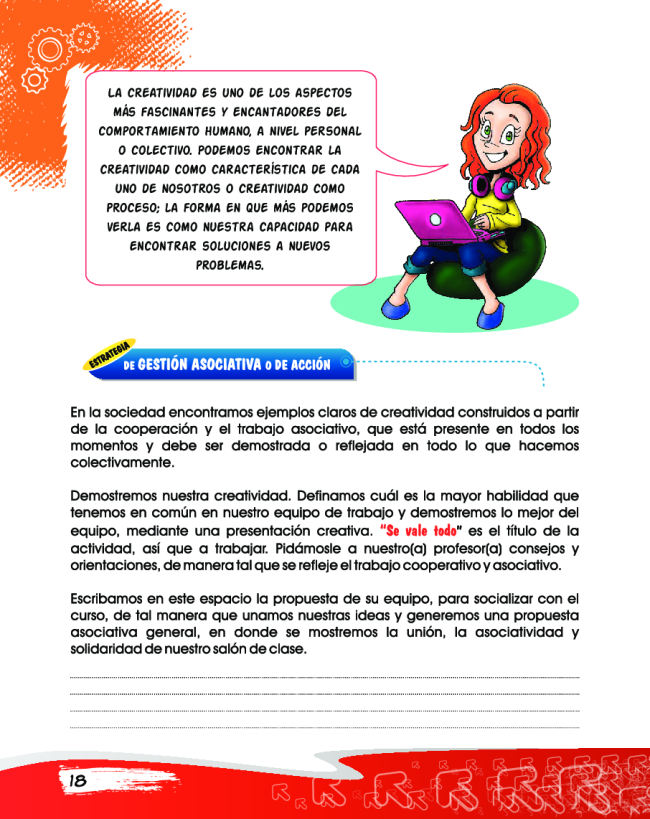 LA CREATIVIDAD ES UNO DE LOS ASPECTOS
MÁS FASCINANTES Y ENCANTADORES DEL
COMPORTAMIENTO HUMANO, A NIVEL PERSONAL
O COLECTIVO. PODEMOS ENCONTRAR LA
CREATIVIDAD COMO CARACTERÍSTICA DE CADA
UNO DE NOSOTROS O CREATIVIDAD COMO
PROCESO; LA FORMA EN QUE MÁS PODEMOS
VERLA ES COMO NUESTRA CAPACIDAD PARA
ENCONTRAR SOLUCIONES A NUEVOS
PROBLEMAS.
ESTRATEGIA
DE GESTIÓN ASOCIATIVA O DE ACCIÓN
En la sociedad encontramos ejemplos claros de creatividad construidos a partir
de la cooperación y el trabajo asociativo, que está presente en todos los
momentos y debe ser demostrada o reflejada en todo lo que hacemos
colectivamente.
Demostremos nuestra creatividad. Definamos cuál es la mayor habilidad que
tenemos en común en nuestro equipo de trabajo y demostremos lo mejor del
equipo, mediante una presentación creativa. “Se vale todo” es el título de la
actividad, así que a trabajar. Pidámosle a nuestro(a) profesor(a) consejos y
orientaciones, de manera tal que se refleje el trabajo cooperativo y asociativo.
Escribamos en este espacio la propuesta de su equipo, para socializar con el
curso, de tal manera que unamos nuestras ideas y generemos una propuesta
asociativa general, en donde se mostremos la unión, la asociatividad y
solidaridad de nuestro salón de clase.
18